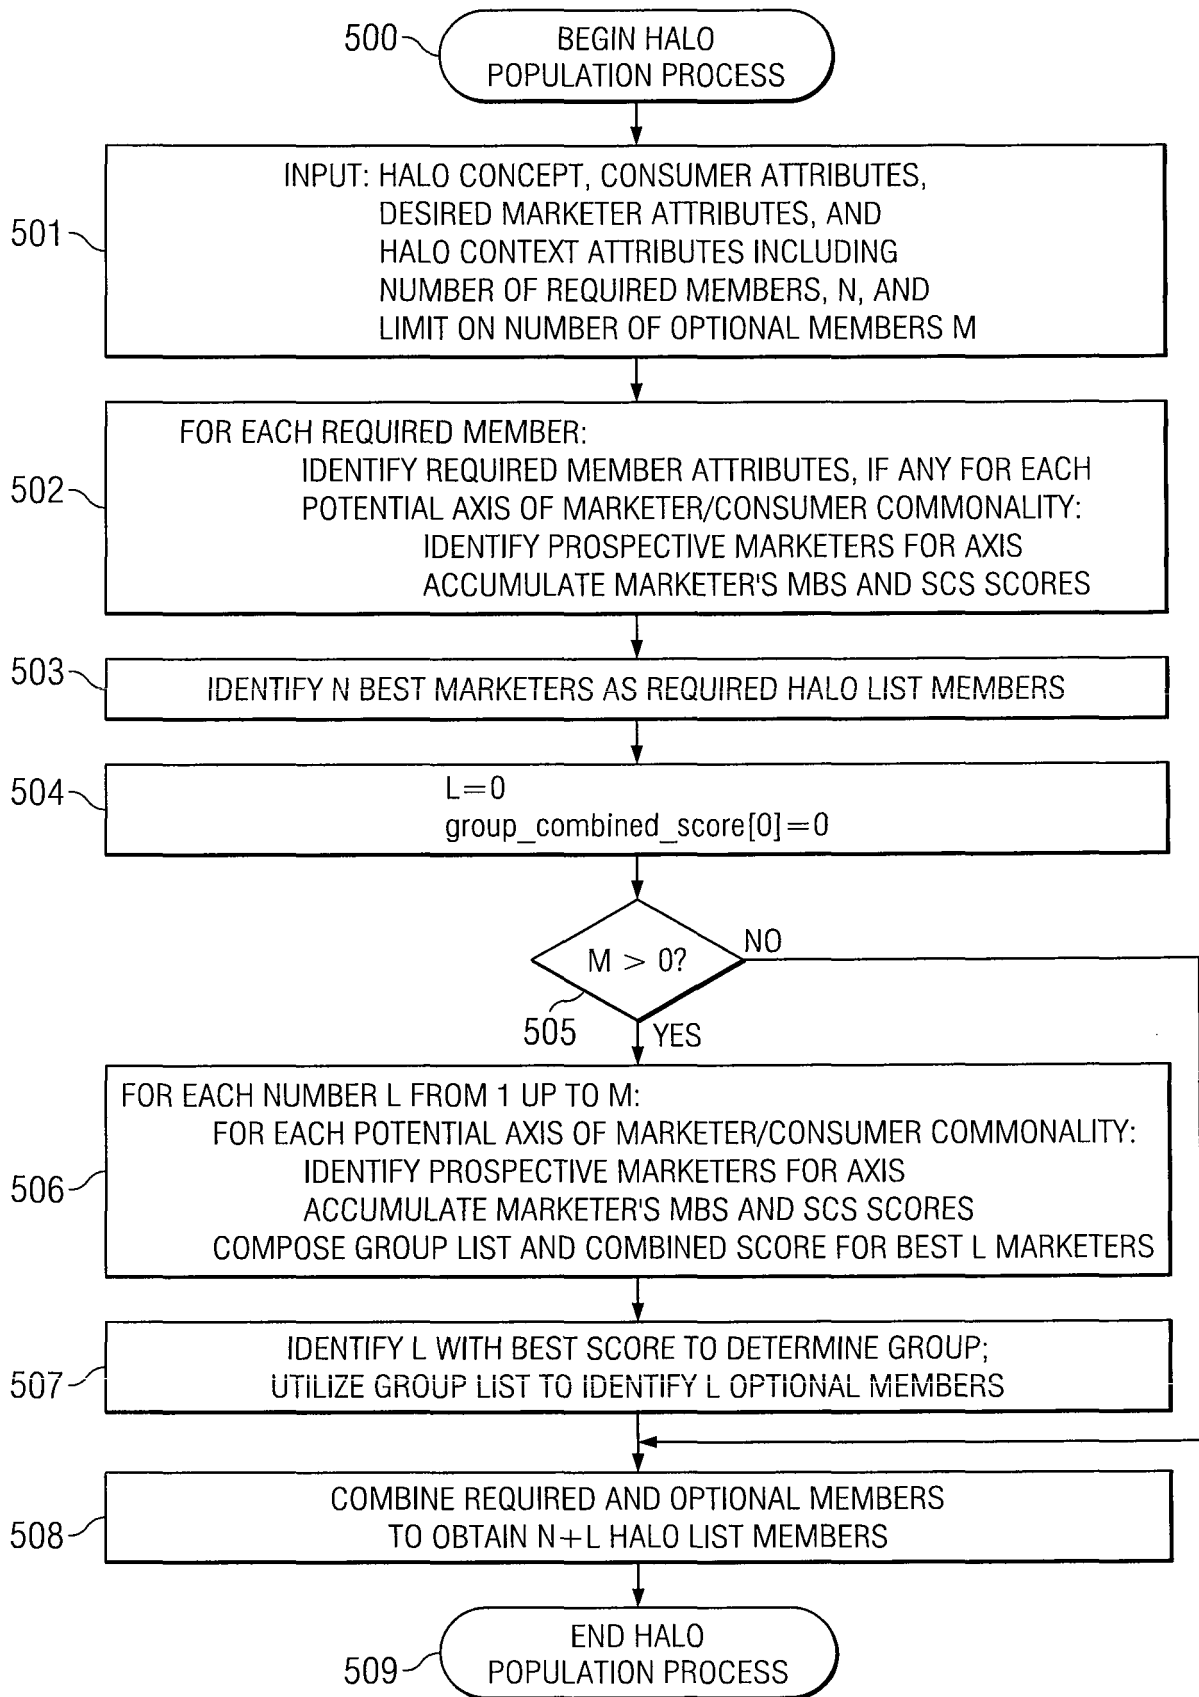 500
BEGIN HALO
POPULATION PROCESS
501
INPUT: HALO CONCEPT, CONSUMER ATTRIBUTES,
DESIRED MARKETER ATTRIBUTES, AND
HALO CONTEXT ATTRIBUTES INCLUDING
NUMBER OF REQUIRED MEMBERS, N, AND
LIMIT ON NUMBER OF OPTIONAL MEMBERS M
502
FOR EACH REQUIRED MEMBER:
IDENTIFY REQUIRED MEMBER ATTRIBUTES, IF ANY FOR EACH
POTENTIAL AXIS OF MARKETER/CONSUMER COMMONALITY:
IDENTIFY PROSPECTIVE MARKETERS FOR AXIS
ACCUMULATE MARKETER'S MBS AND SCS SCORES
503
IDENTIFY N BEST MARKETERS AS REQUIRED HALO LIST MEMBERS
504
L=0
group_combined_score[0]=0
M > 0?
NO
505
YES
506
FOR EACH NUMBER L FROM 1 UP TO M:
FOR EACH POTENTIAL AXIS OF MARKETER/CONSUMER COMMONALITY:
IDENTIFY PROSPECTIVE MARKETERS FOR AXIS
ACCUMULATE MARKETER'S MBS AND SCS SCORES
COMPOSE GROUP LIST AND COMBINED SCORE FOR BEST L MARKETERS
507
IDENTIFY L WITH BEST SCORE TO DETERMINE GROUP;
UTILIZE GROUP LIST TO IDENTIFY L OPTIONAL MEMBERS
508
COMBINE REQUIRED AND OPTIONAL MEMBERS
TO OBTAIN N+L HALO LIST MEMBERS
509
END HALO
POPULATION PROCESS